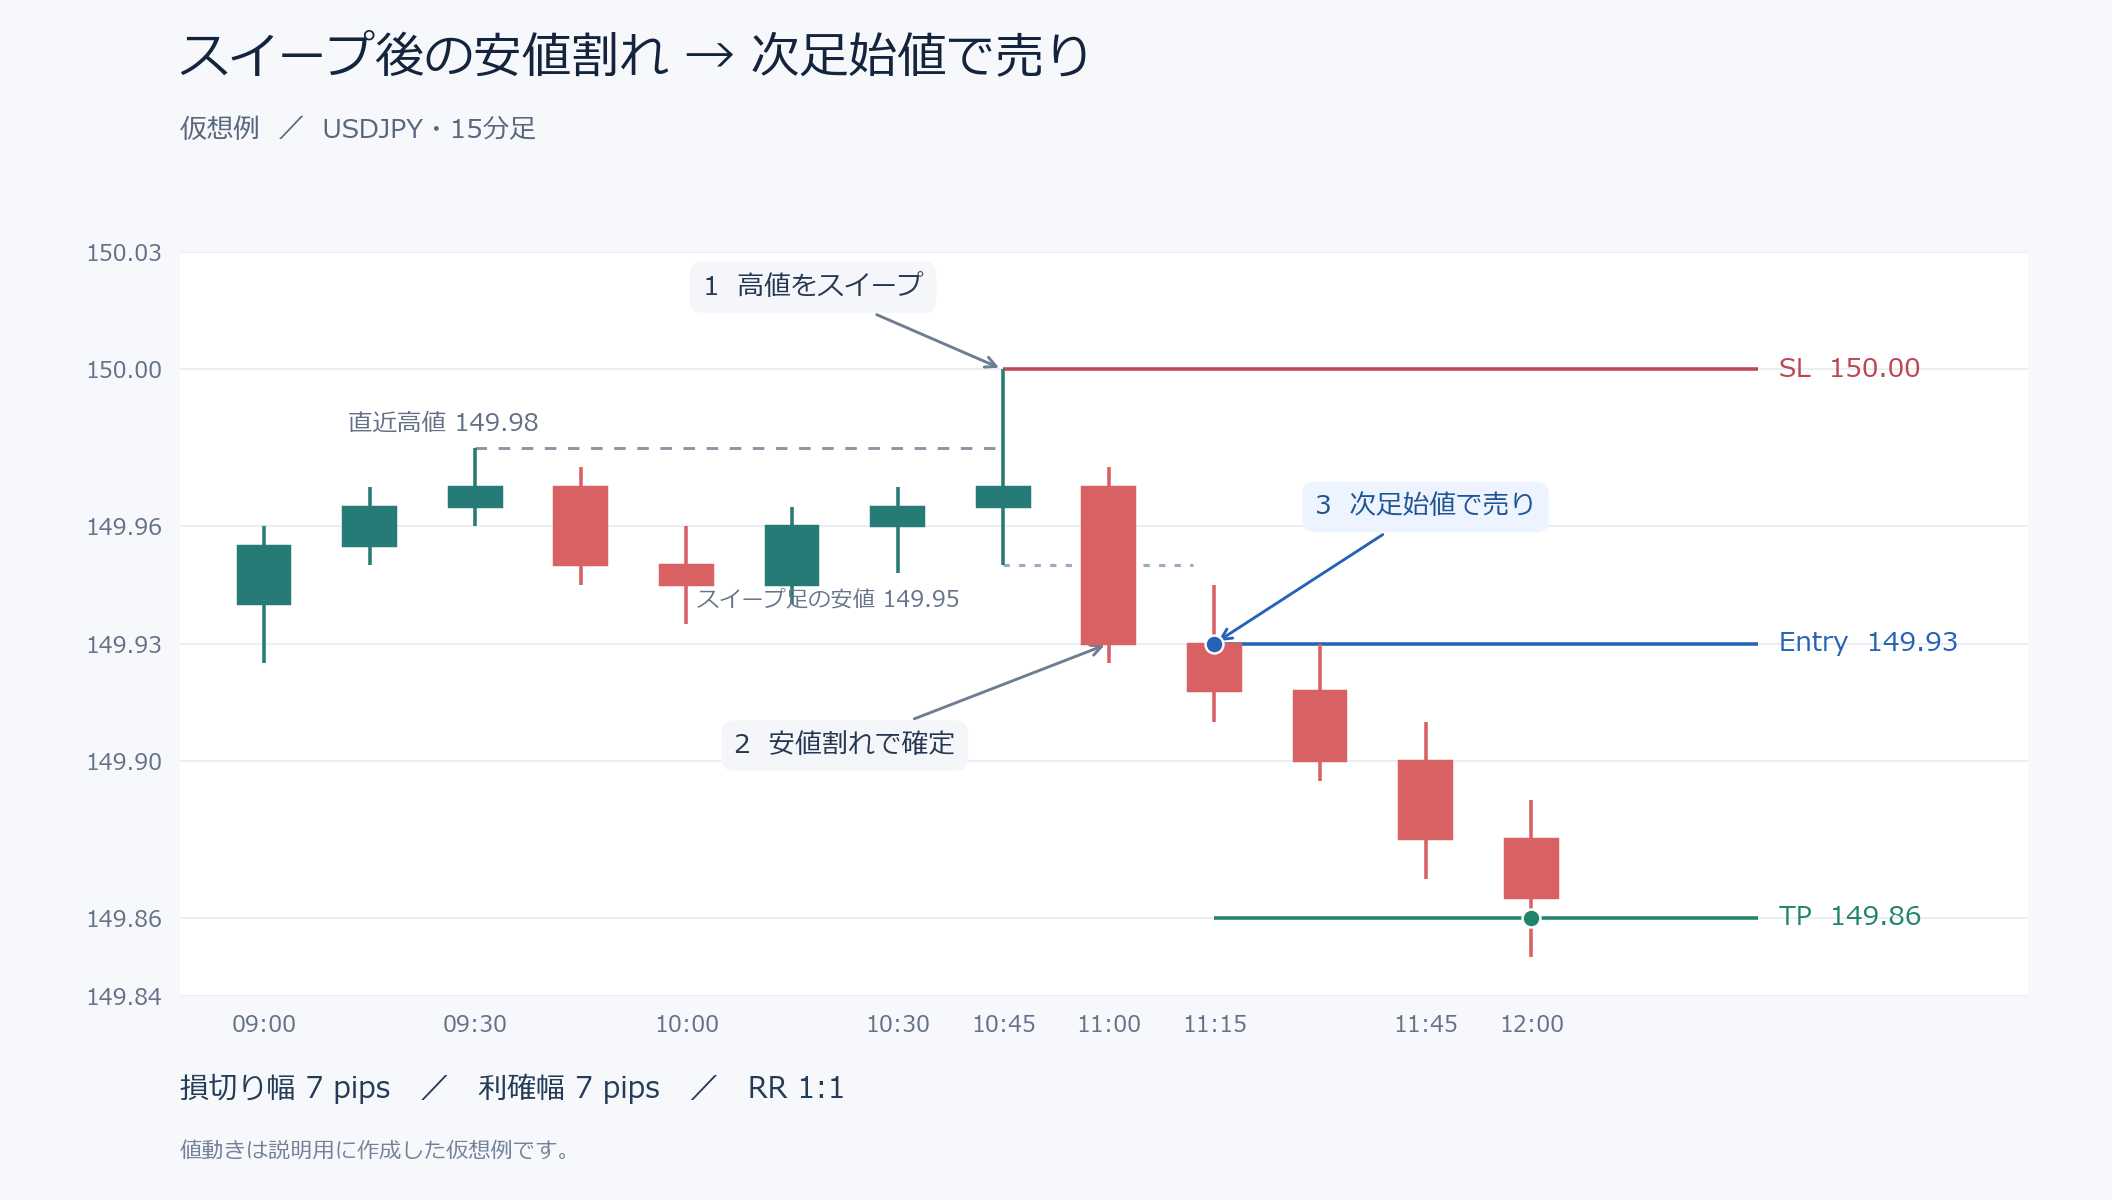 スイープ後の安値割れ → 次足始値で売り
仮想例 ／ USDJPY・15分足
150.03
1 高値をスイープ
150.00
SL 150.00
直近高値 149.98
3 次足始値で売り
149.96
スイープ足の安値 149.95
149.93
Entry 149.93
2 安値割れで確定
149.90
149.86
TP 149.86
149.84
09:00 09:30 10:00 10:30 10:45 11:00 11:15 11:45 12:00
損切り幅 7 pips ／ 利確幅 7 pips ／ RR 1:1
値動きは説明用に作成した仮想例です。